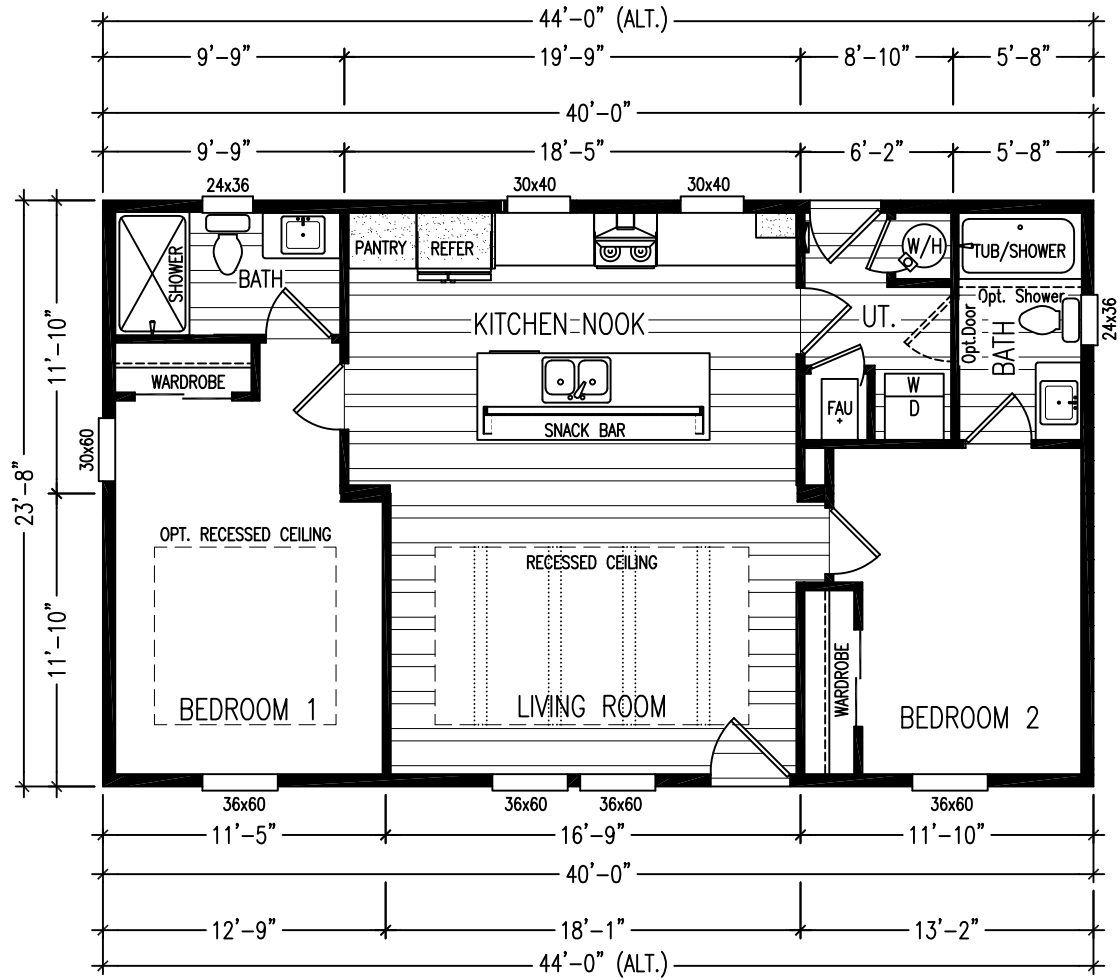 44'-0" (ALT.)
9'-9" 19'-9" 8'-10" 5'-8"
40'-0"
9'-9" 18'-5" 6'-2" 5'-8"
24x36 30x40 30x40
PANTRY REFER W/H TUB/SHOWER
SHOWER
BATH
Opt. Shower
24x36
KITCHEN NOOK UT.
Opt.Door
BATH
11'-10"
WARDROBE
W
D
FAU
+
SNACK BAR
30x60
23'-8"
OPT. RECESSED CEILING
RECESSED CEILING
11'-10"
WARDROBE
BEDROOM 1 LIVING ROOM BEDROOM 2
36x60 36x60 36x60 36x60
11'-5" 16'-9" 11'-10"
40'-0"
12'-9" 18'-1" 13'-2"
44'-0" (ALT.)